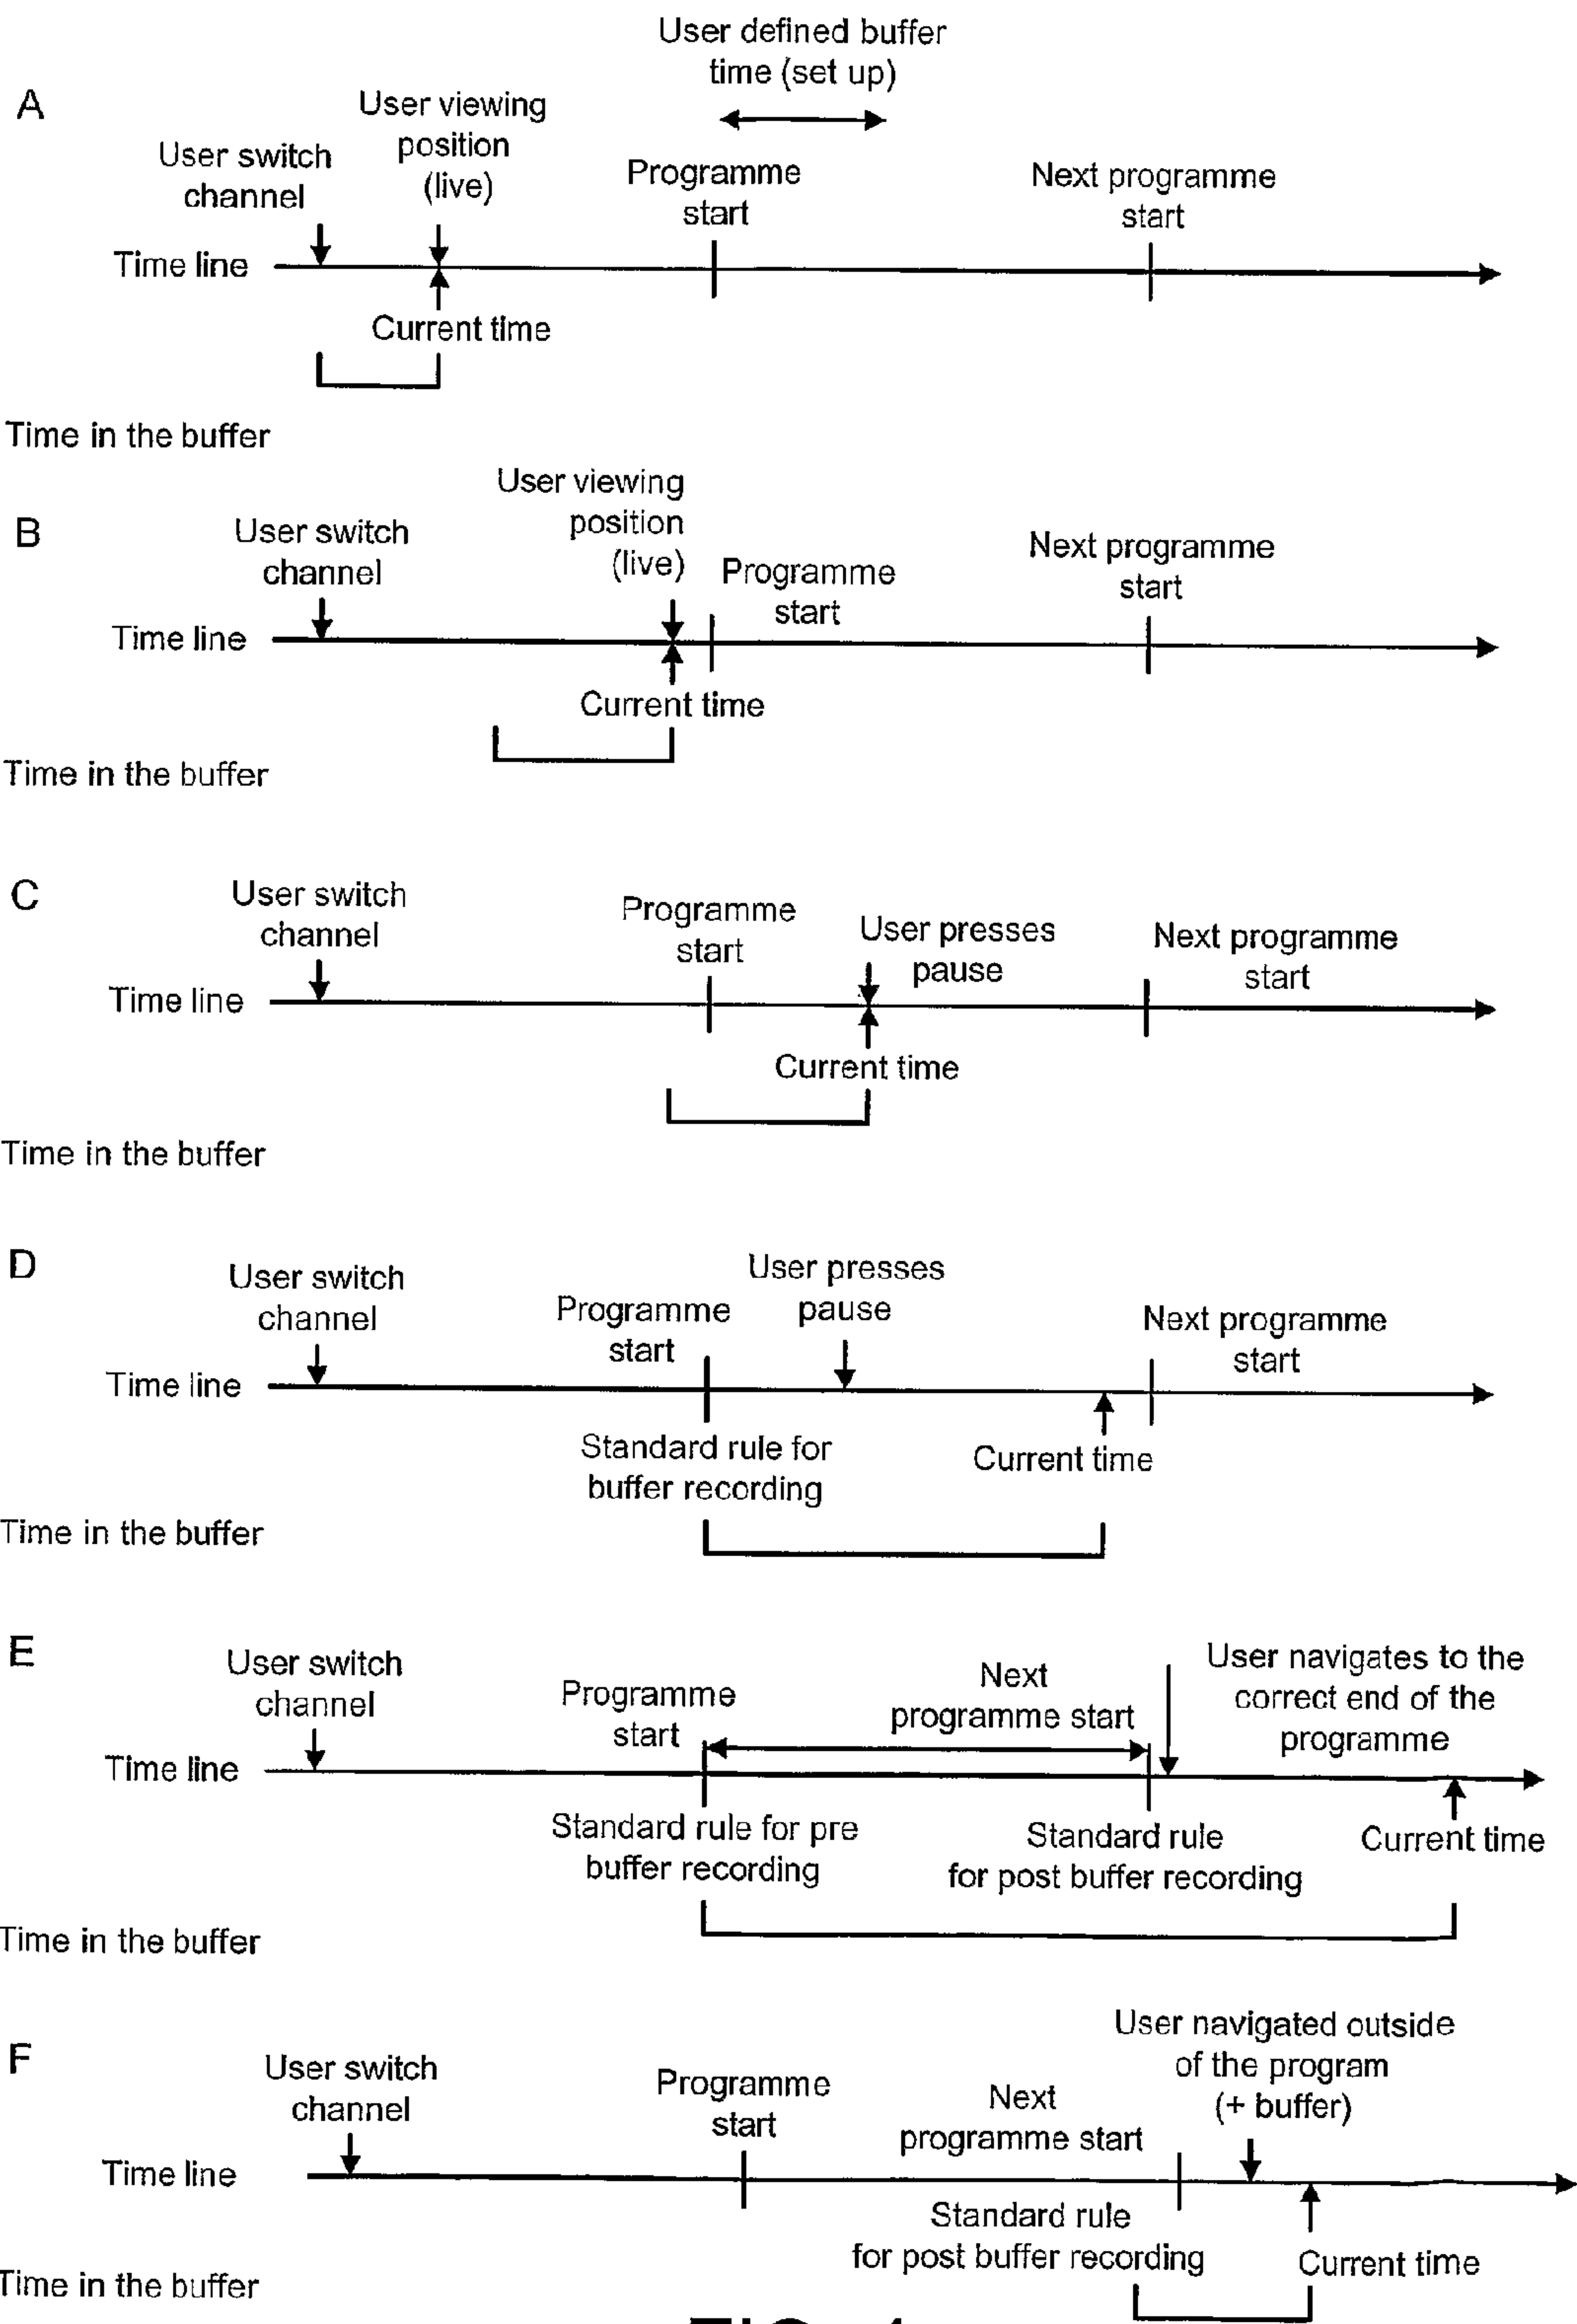 User defined buffer
time (set up)
A
User viewing
position
(live)
User switch
channel
Programme
start
Next programme
start
Time line
Current time
Time in the buffer
User viewing
position
(live)
B
User switch
channel
Programme
start
Next programme
start
Time line
Current time
Time in the buffer
C
User switch
channel
Programme
start
User presses
pause
Next programme
start
Time line
Current time
Time in the buffer
D
User switch
channel
Programme
start
User presses
pause
Next programme
start
Time line
Standard rule for
buffer recording
Current time
Time in the buffer
E
User switch
channel
Programme
start
Next
programme start
User navigates to the
correct end of the
programme
Time line
Standard rule for pre
buffer recording
Standard rule
for post buffer recording
Current time
Time in the buffer
F
User switch
channel
Programme
start
Next
programme start
User navigated outside
of the program
(+ buffer)
Time line
Standard rule
for post buffer recording
Current time
Time in the buffer